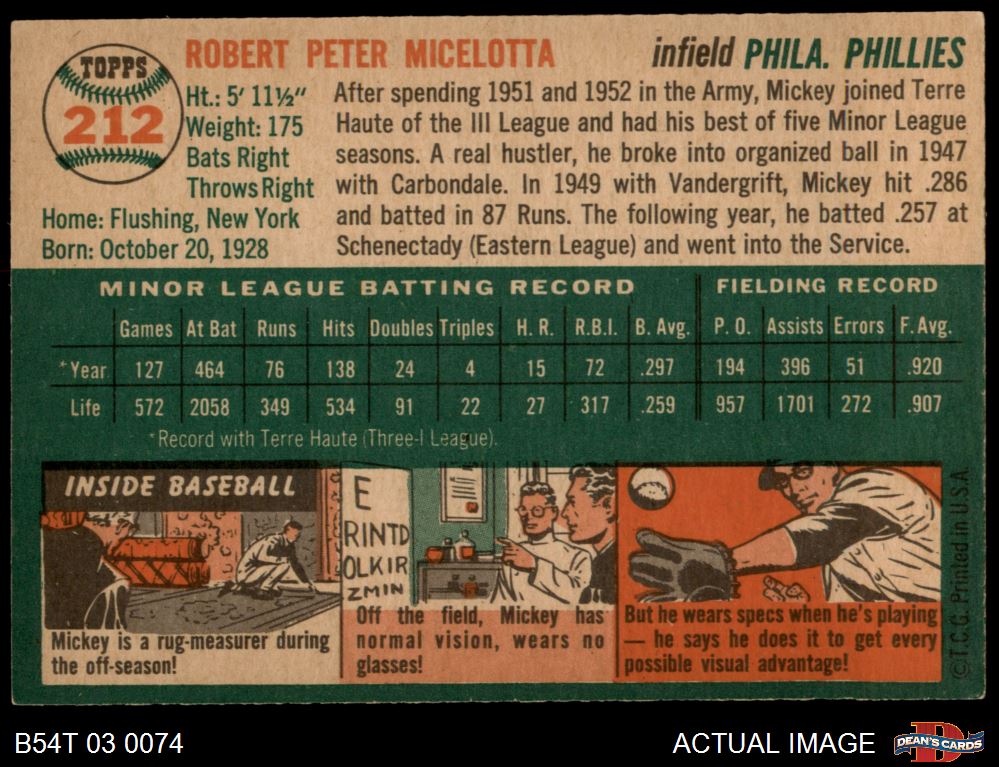 TOPPS
212
ROBERT PETER MICELOTTA
infield PHILA. PHILLIES
Ht.: 5' 11½"
Weight: 175
Bats Right
Throws Right
Home: Flushing, New York
Born: October 20, 1928
After spending 1951 and 1952 in the Army, Mickey joined Terre
Haute of the III League and had his best of five Minor League
seasons. A real hustler, he broke into organized ball in 1947
with Carbondale. In 1949 with Vandergrift, Mickey hit .286
and batted in 87 Runs. The following year, he batted .257 at
Schenectady (Eastern League) and went into the Service.
MINOR LEAGUE BATTING RECORD FIELDING RECORD
Games At Bat Runs Hits Doubles Triples H. R. R.B.I. B. Avg. P. O. Assists Errors F. Avg.
*Year 127 464 76 138 24 4 15 72 .297 194 396 51 .920
Life 572 2058 349 534 91 22 27 317 .259 957 1701 272 .907
*Record with Terre Haute (Three-I League).
INSIDE BASEBALL
Mickey is a rug-measurer during
the off-season!
E
RINTD
OLKIR
ZMIN
Off the field, Mickey has
normal vision, wears no
glasses!
But he wears specs when he's playing
— he says he does it to get every
possible visual advantage!
©T.C.G. Printed in U.S.A
B54T 03 0074
ACTUAL IMAGE
DEAN'S CARDS